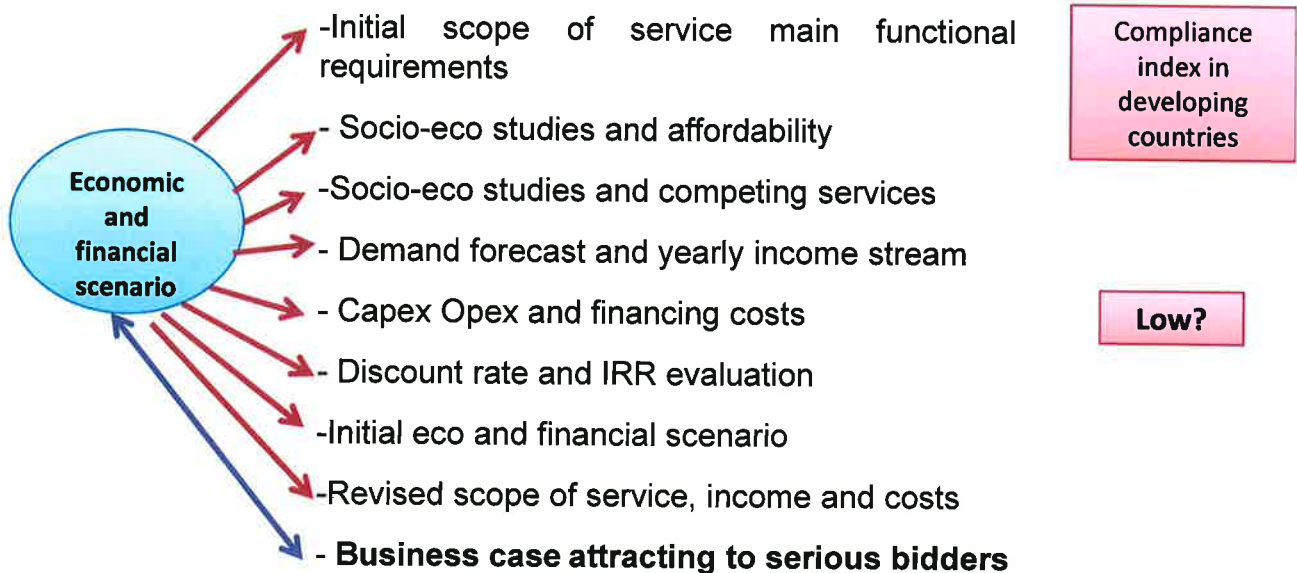 -Initial scope of service main functional
requirements
- Socio-eco studies and affordability
-Socio-eco studies and competing services
- Demand forecast and yearly income stream
- Capex Opex and financing costs
- Discount rate and IRR evaluation
-Initial eco and financial scenario
-Revised scope of service, income and costs
- Business case attracting to serious bidders
Economic
and
financial
scenario
Compliance
index in
developing
countries
Low?